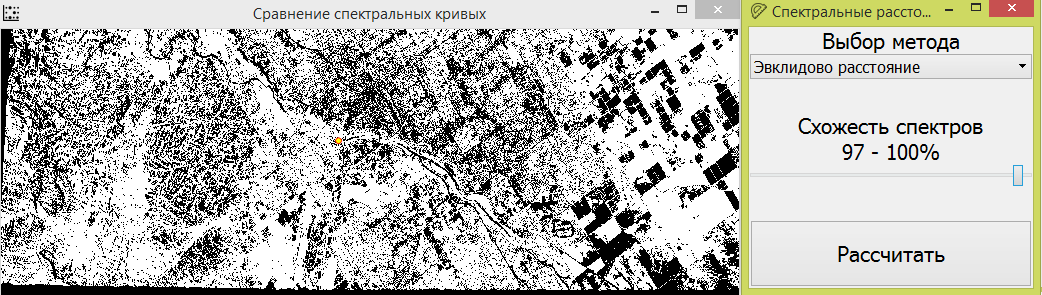 Сравнение спектральных кривых
Спектральные рассто...
Выбор метода
Эвклидово расстояние
Схожесть спектров
97 - 100%
Рассчитать